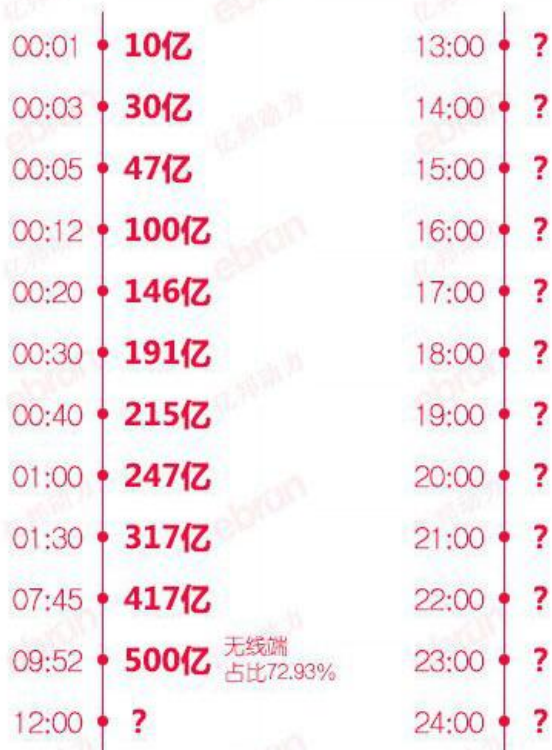 00:01 10亿
00:03 30亿
00:05 47亿
00:12 100亿
00:20 146亿
00:30 191亿
00:40 215亿
01:00 247亿
01:30 317亿
07:45 417亿
09:52 500亿 无线端
占比72.93%
12:00 ?
13:00 ?
14:00 ?
15:00 ?
16:00 ?
17:00 ?
18:00 ?
19:00 ?
20:00 ?
21:00 ?
22:00 ?
23:00 ?
24:00 ?
ebrun
亿邦动力